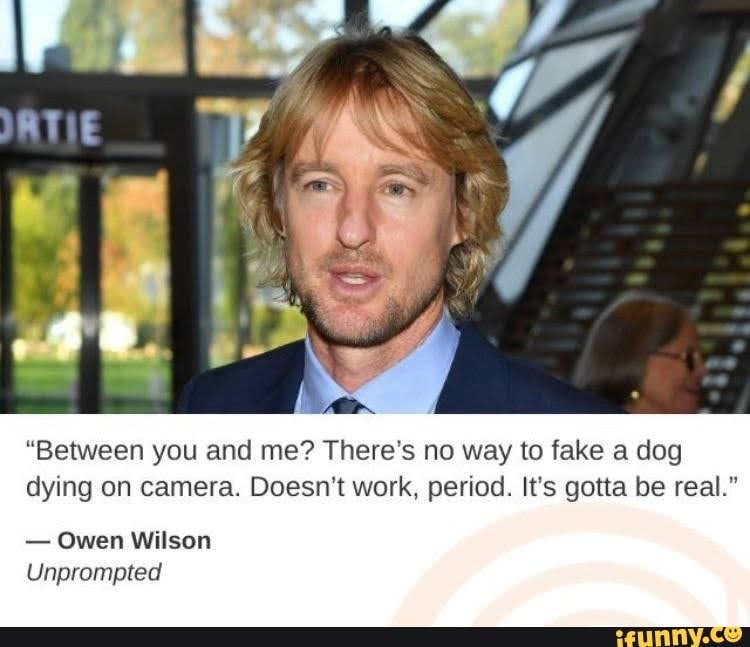 ORTIE
“Between you and me? There’s no way to fake a dog
dying on camera. Doesn’t work, period. It’s gotta be real.”
— Owen Wilson
Unprompted
ifunny.co